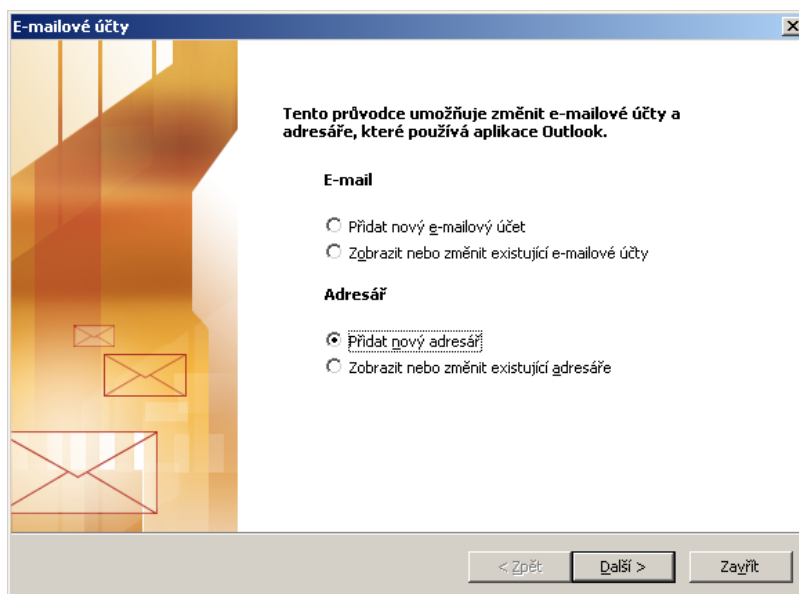 E-mailové účty
Tento průvodce umožňuje změnit e-mailové účty a
adresáře, které používá aplikace Outlook.
E-mail
Přidat nový e-mailový účet
Zobrazit nebo změnit existující e-mailové účty
Adresář
Přidat nový adresář
Zobrazit nebo změnit existující adresáře
< Zpět
Další >
Zavřít